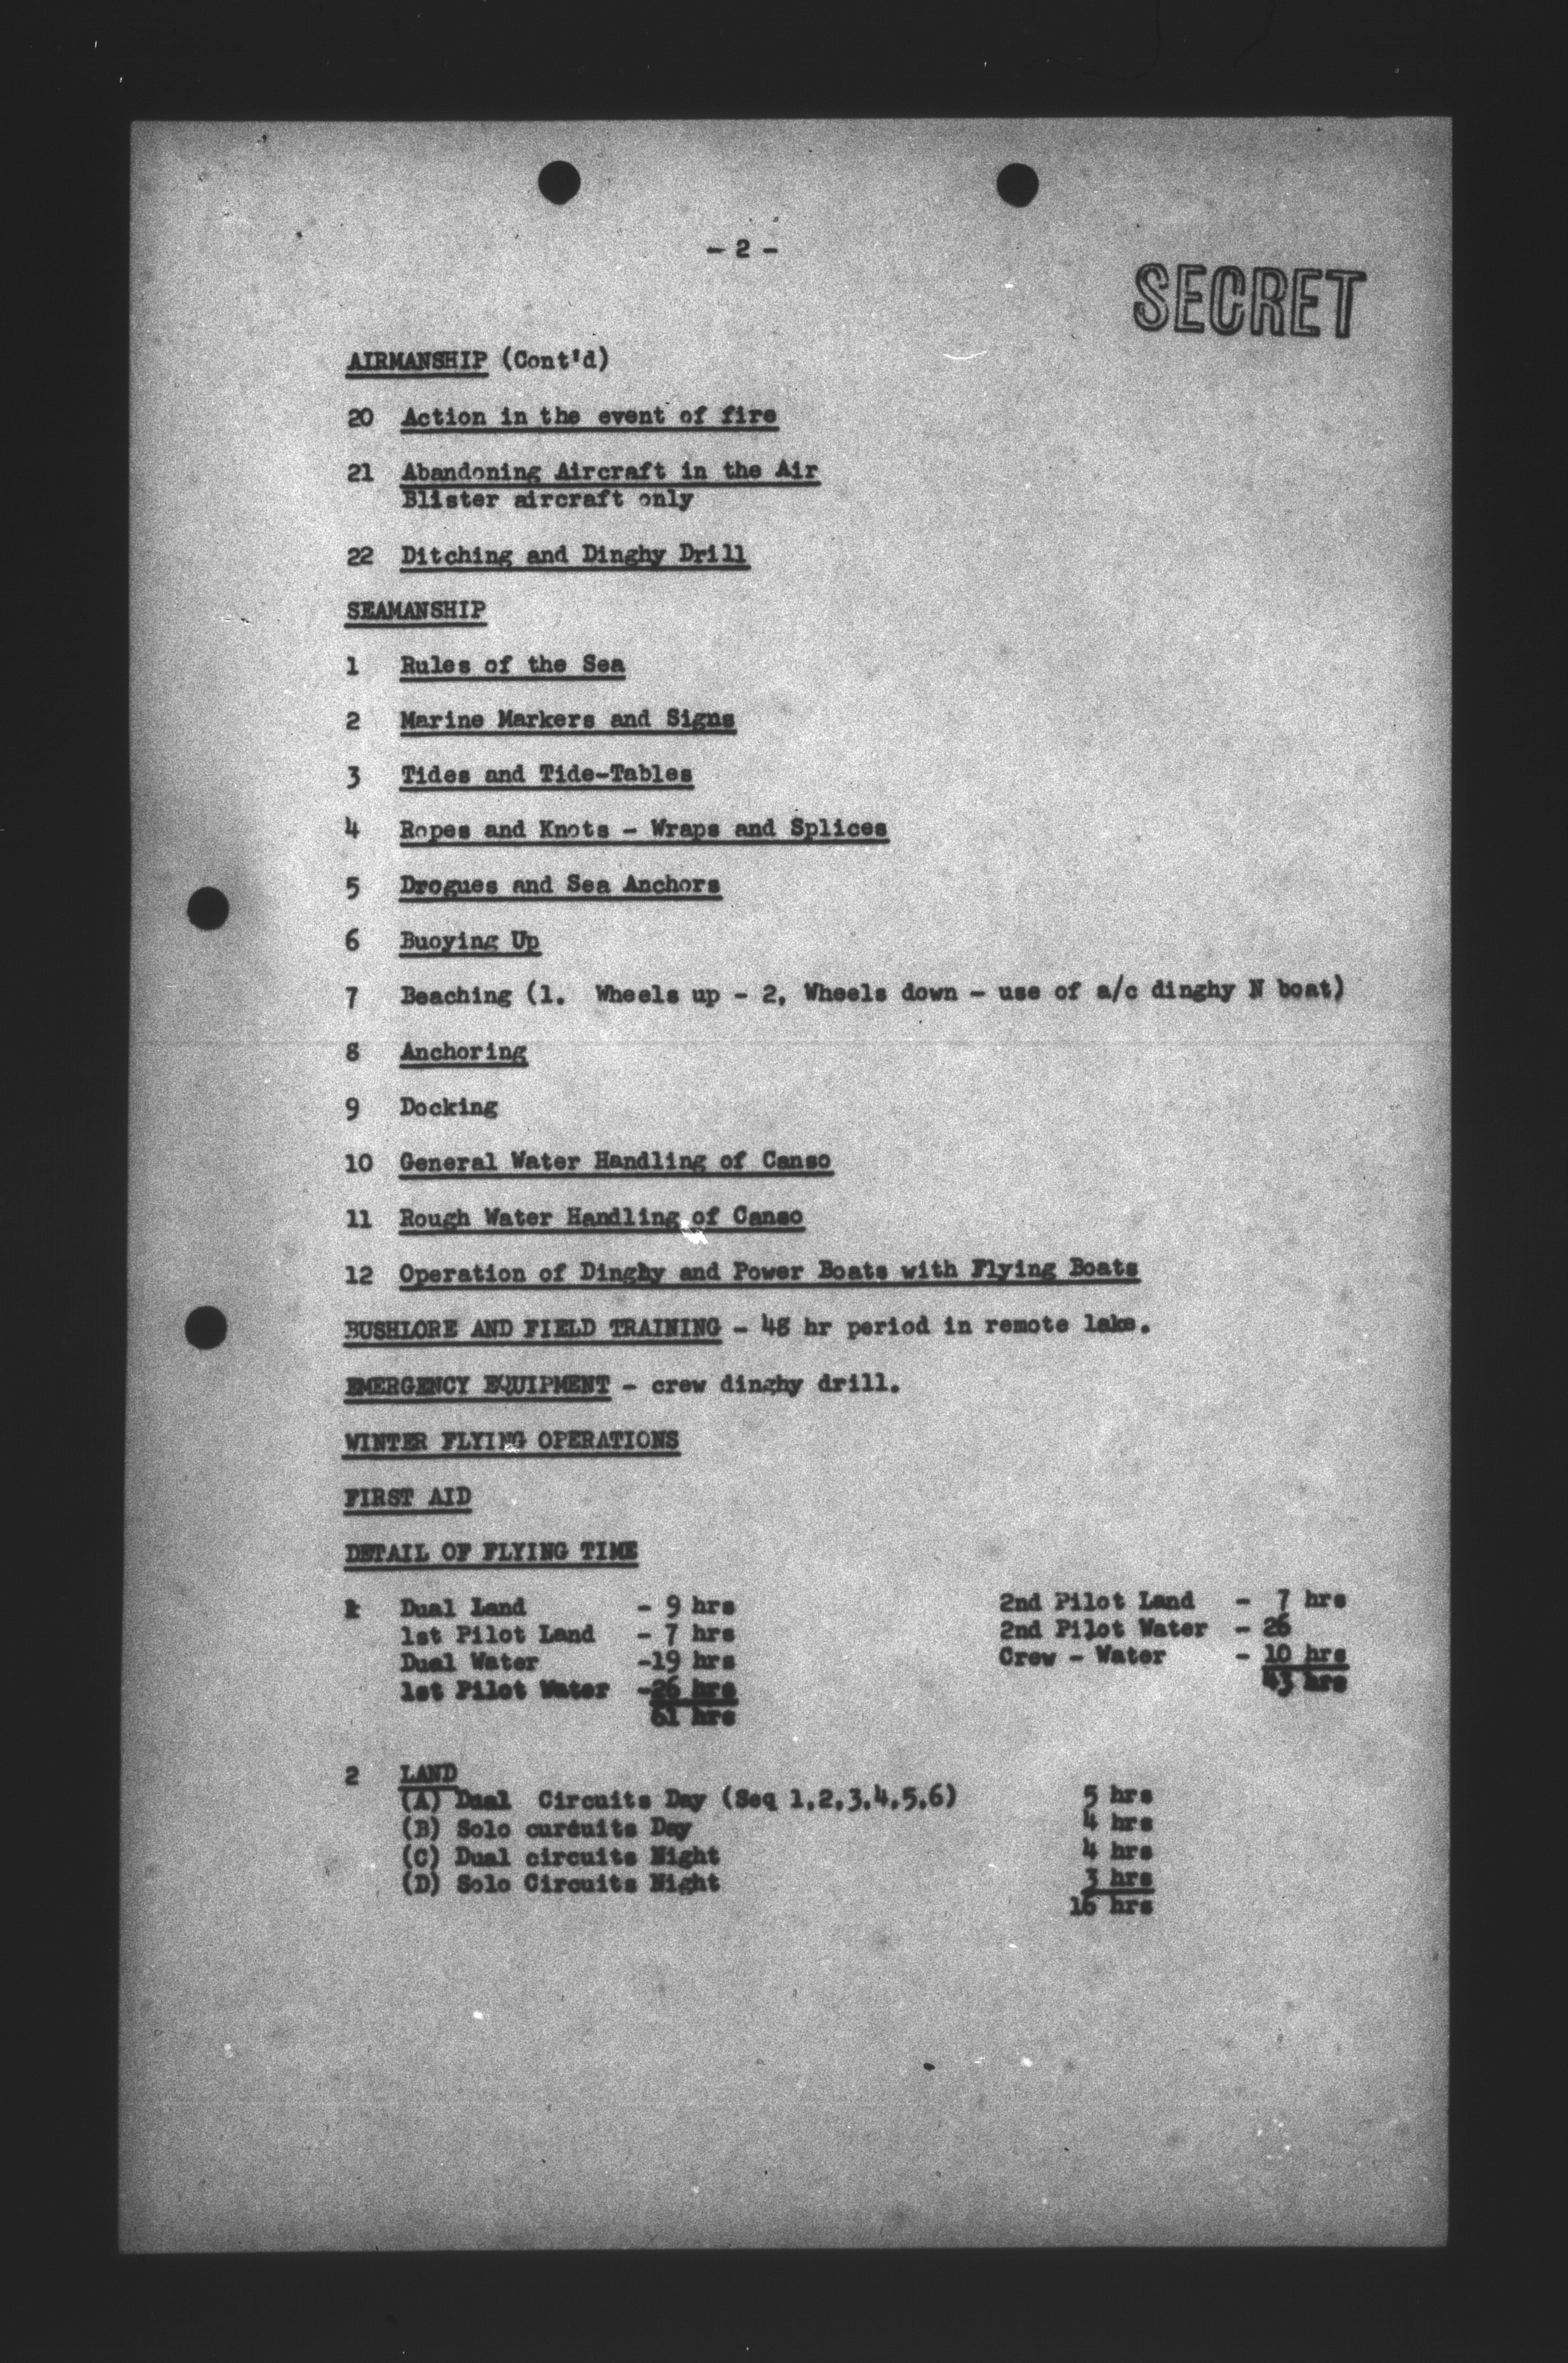 - 2 -
SECRET
AIRMANSHIP (Cont'd)
20 Action in the event of fire
21 Abandoning Aircraft in the Air
Blister aircraft only
22 Ditching and Dinghy Drill
SEAMANSHIP
1 Rules of the Sea
2 Marine Markers and Signs
3 Tides and Tide-Tables
4 Ropes and Knots - Wraps and Splices
5 Drogues and Sea Anchors
6 Buoying Up
7 Beaching (1. Wheels up - 2, Wheels down - use of a/c dinghy N boat)
8 Anchoring
9 Docking
10 General Water Handling of Canso
11 Rough Water Handling of Canso
12 Operation of Dinghy and Power Boats with Flying Boats
BUSHLORE AND FIELD TRAINING - 48 hr period in remote lake.
EMERGENCY EQUIPMENT - crew dinghy drill.
WINTER FLYING OPERATIONS
FIRST AID
DETAIL OF FLYING TIME
1 Dual Land - 9 hrs 2nd Pilot Land - 7 hrs
1st Pilot Land - 7 hrs 2nd Pilot Water - 26
Dual Water -19 hrs Crew - Water - 10 hrs
1st Pilot Water -26 hrs 43 hrs
61 hrs
2 LAND
(A) Dual Circuits Day (Seq 1,2,3,4,5,6) 5 hrs
(B) Solo curcuits Day 4 hrs
(C) Dual circuits Night 4 hrs
(D) Solo Circuits Night 3 hrs
16 hrs